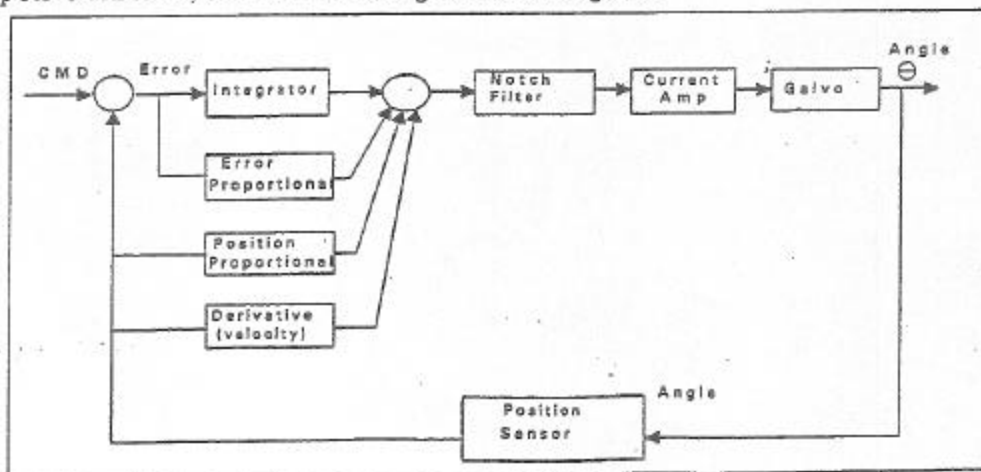 CMD
Error
Integrator
Notch
Filter
Current
Amp
Galvo
Angle
Θ
Error
Proportional
Position
Proportional
Derivative
(velocity)
Angle
Position
Sensor